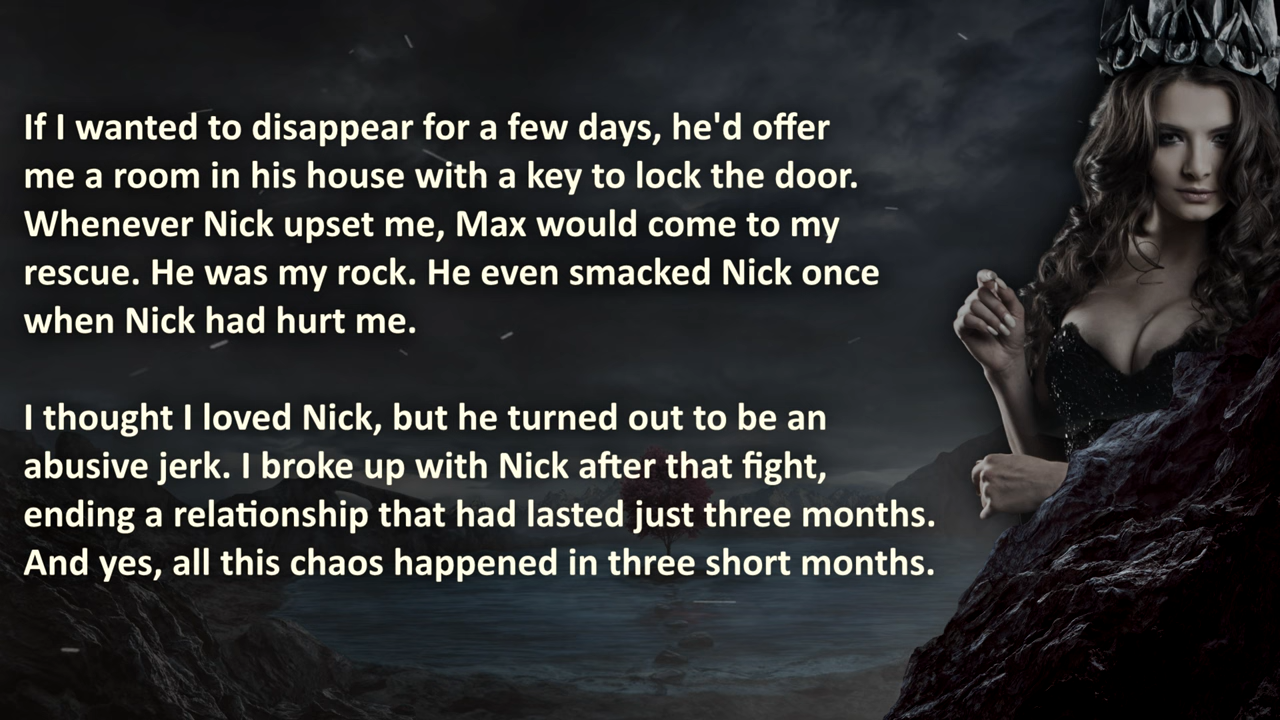 If I wanted to disappear for a few days, he'd offer
me a room in his house with a key to lock the door.
Whenever Nick upset me, Max would come to my
rescue. He was my rock. He even smacked Nick once
when Nick had hurt me.
I thought I loved Nick, but he turned out to be an
abusive jerk. I broke up with Nick after that fight,
ending a relationship that had lasted just three months.
And yes, all this chaos happened in three short months.